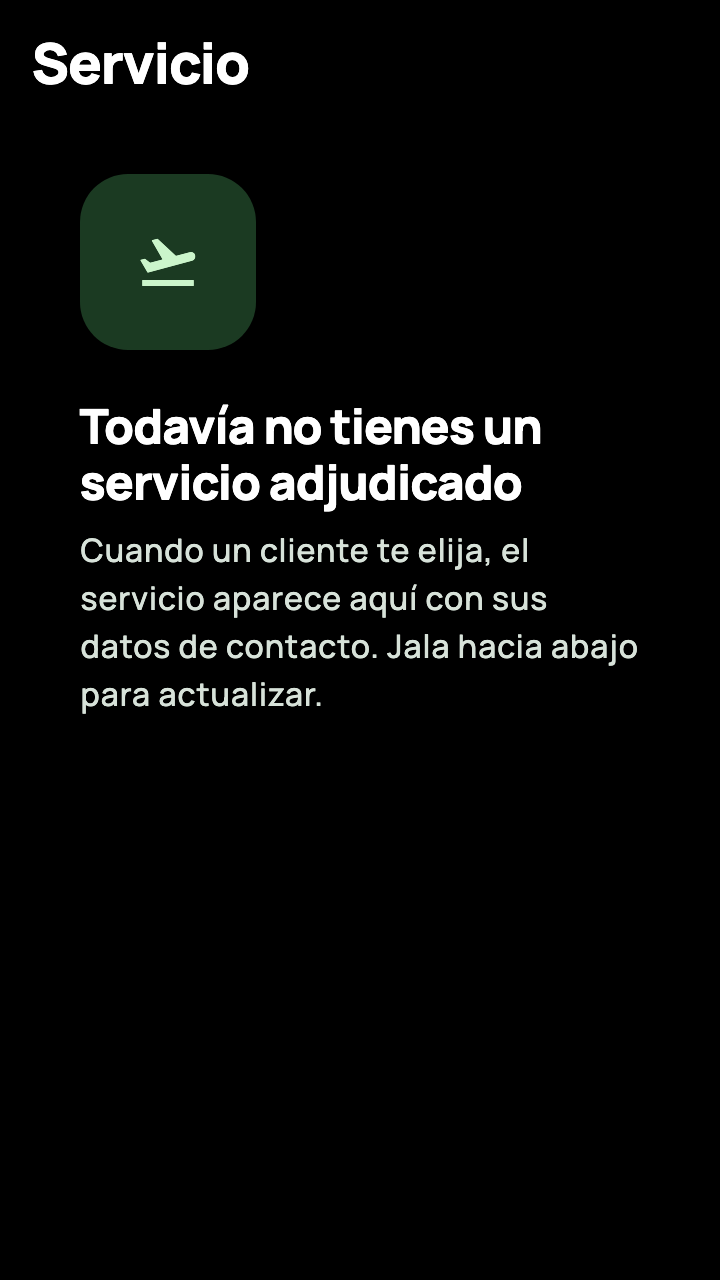 Servicio
Todavía no tienes un
servicio adjudicado
Cuando un cliente te elija, el
servicio aparece aquí con sus
datos de contacto. Jala hacia abajo
para actualizar.